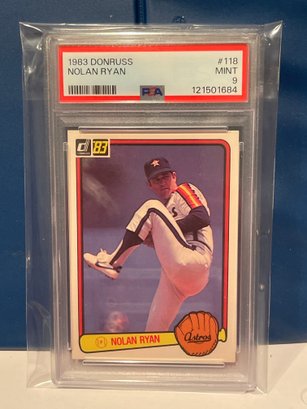 1983 DONRUSS #118
NOLAN RYAN MINT
9
PSA 121501684
'83
P
NOLAN RYAN
Astros